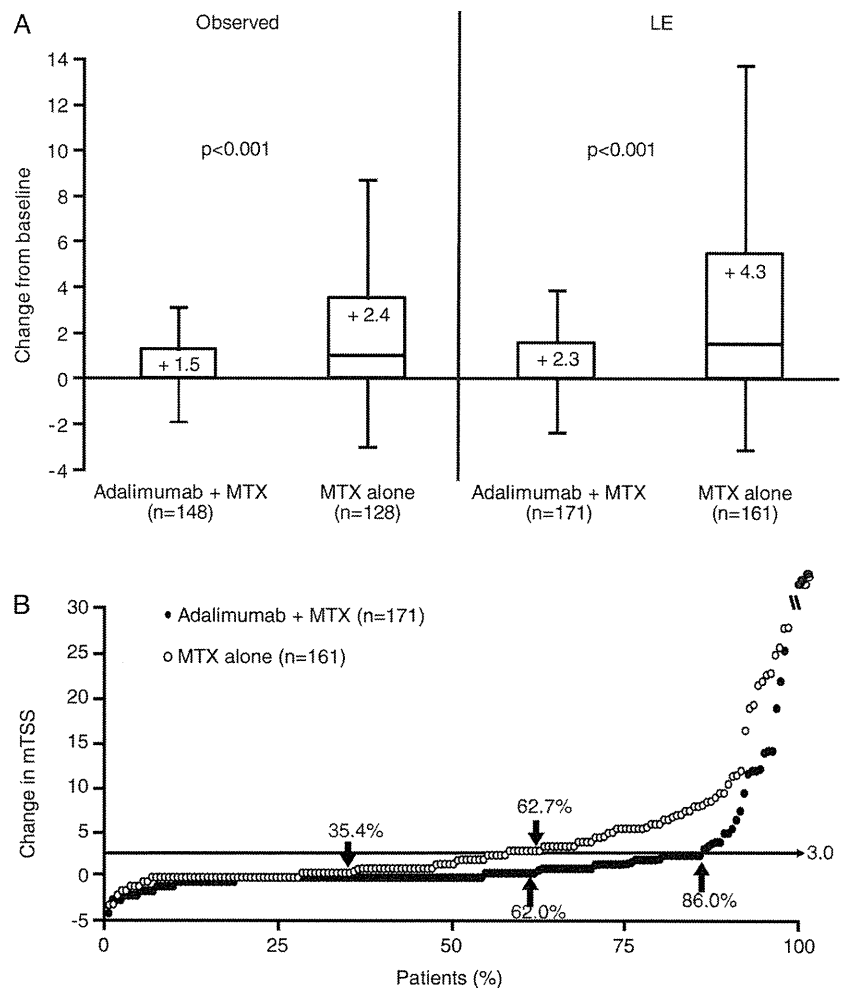 A
Observed
LE
Change from baseline
14
12
10
8
6
4
2
0
-2
-4
p<0.001
p<0.001
+ 1.5
+ 2.4
+ 2.3
+ 4.3
Adalimumab + MTX
(n=148)
MTX alone
(n=128)
Adalimumab + MTX
(n=171)
MTX alone
(n=161)
B
Change in mTSS
30
25
20
15
10
5
0
-5
Adalimumab + MTX (n=171)
MTX alone (n=161)
35.4%
62.7%
3.0
62.0%
86.0%
0
25
50
75
100
Patients (%)